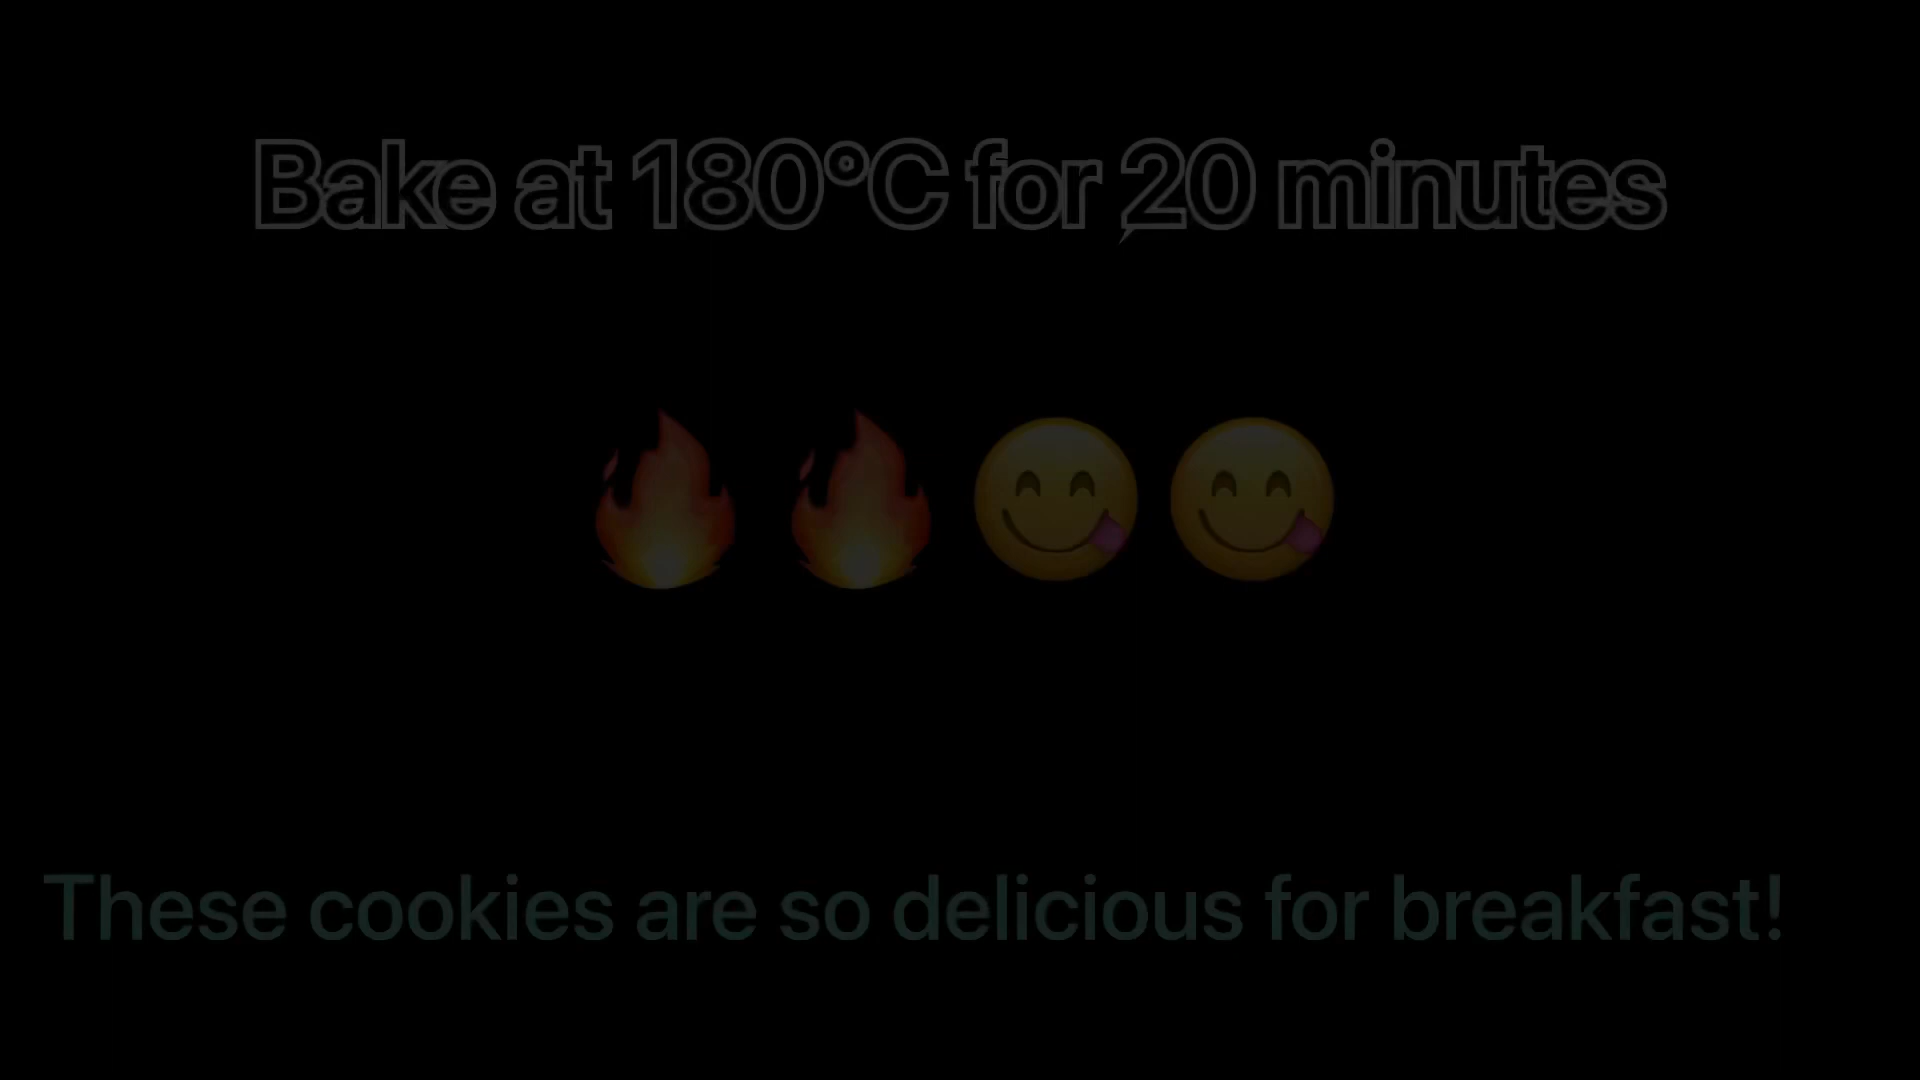 Bake at 180°C for 20 minutes
🔥🔥😋😋
These cookies are so delicious for breakfast!